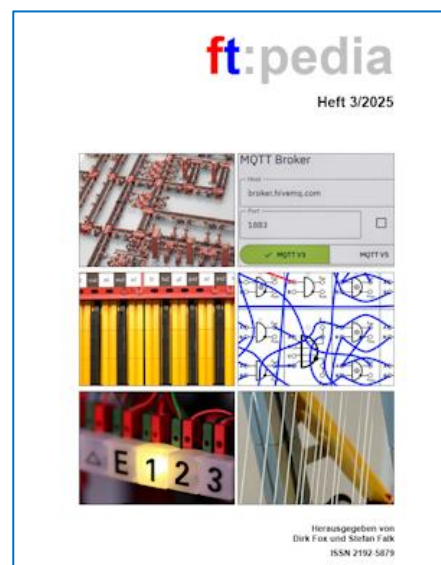 ft:pedia
Heft 3/2025
MQTT Broker
Host
broker.hivemq.com
Port
1883
MQTT V3
MQTT V5
E 1 2 3
Herausgegeben von
Dirk Fox und Stefan Falk
ISSN 2192-5879